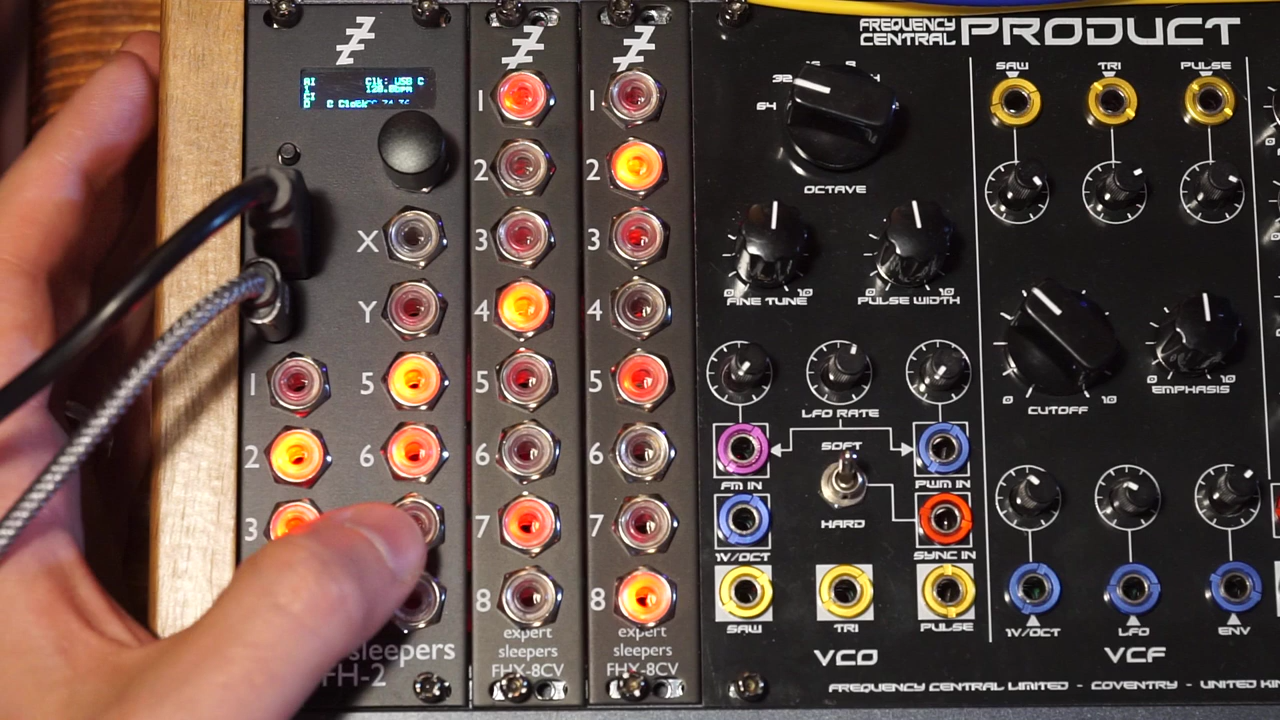 Clk: USB C
120.0bpm
X
Y
1
5
2
6
3
sleepers
FH-2
1
2
3
4
5
6
7
8
expert
sleepers
FHX-8CV
1
2
3
4
5
6
7
8
expert
sleepers
FHX-8CV
FREQUENCY
CENTRAL
PRODUCT
32
16
8
64
OCTAVE
0
10
FINE TUNE
0
10
PULSE WIDTH
LFO RATE
SOFT
HARD
FM IN
PWM IN
1V/OCT
SYNC IN
SAW
TRI
PULSE
VCO
SAW
TRI
PULSE
0
10
CUTOFF
0
10
EMPHASIS
1V/OCT
LFO
ENV
VCF
FREQUENCY CENTRAL LIMITED - COVENTRY - UNITED KIN